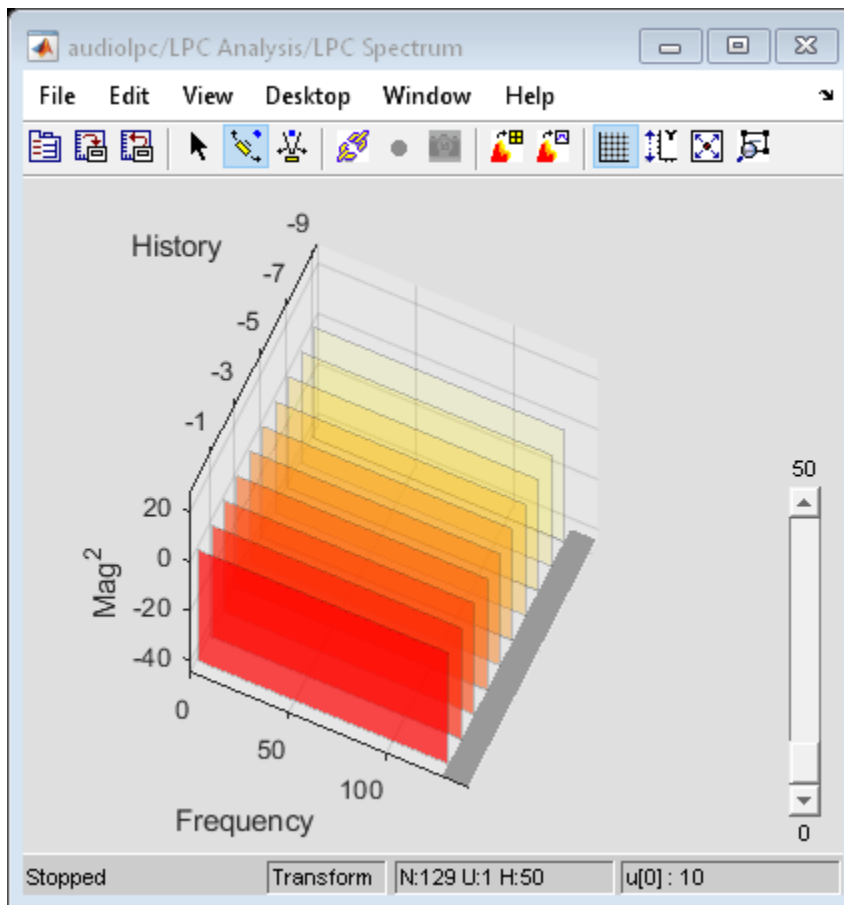 audiolpc/LPC Analysis/LPC Spectrum
File Edit View Desktop Window Help
History
-9
-7
-5
-3
-1
20
0
-20
-40
Mag2
0
50
100
Frequency
50
0
Stopped Transform N:129 U:1 H:50 u[0] : 10